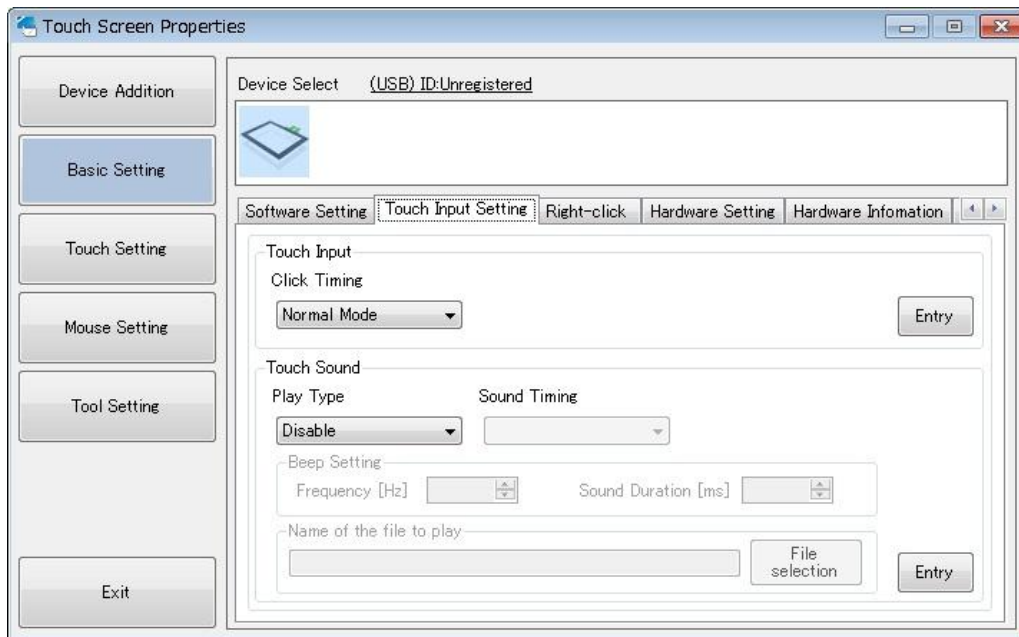 Touch Screen Properties
Device Addition
Basic Setting
Touch Setting
Mouse Setting
Tool Setting
Exit
Device Select (USB) ID:Unregistered
Software Setting Touch Input Setting Right-click Hardware Setting Hardware Infomation
Touch Input
Click Timing
Normal Mode
Entry
Touch Sound
Play Type Sound Timing
Disable
Beep Setting
Frequency [Hz] Sound Duration [ms]
Name of the file to play
File
selection
Entry